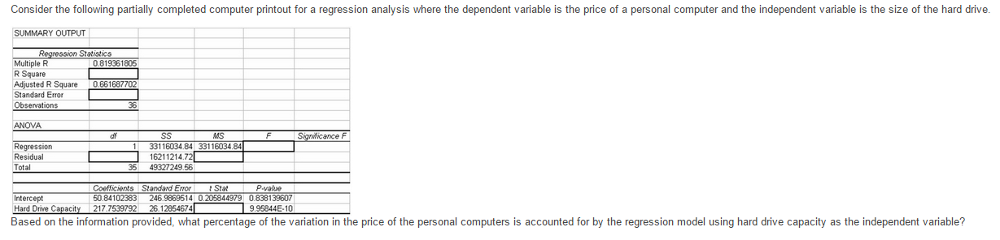 Consider the following partially completed computer printout for a regression analysis where the dependent variable is the price of a personal computer and the independent variable is the size of the hard drive.
SUMMARY OUTPUT
Regression Statistics
Multiple R 0.819361805
R Square
Adjusted R Square 0.661687702
Standard Error
Observations 36
ANOVA
df SS MS F Significance F
Regression 1 33116034.84 33116034.84
Residual 16211214.72
Total 35 49327249.56
Coefficients Standard Error t Stat P-value
Intercept 50.84102383 246.9869514 0.205844979 0.838139607
Hard Drive Capacity 217.7539792 26.12854674 9.95844E-10
Based on the information provided, what percentage of the variation in the price of the personal computers is accounted for by the regression model using hard drive capacity as the independent variable?